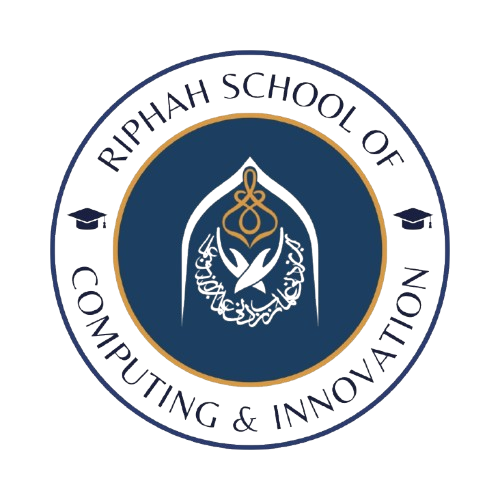 RIPHAH SCHOOL OF
COMPUTING & INNOVATION